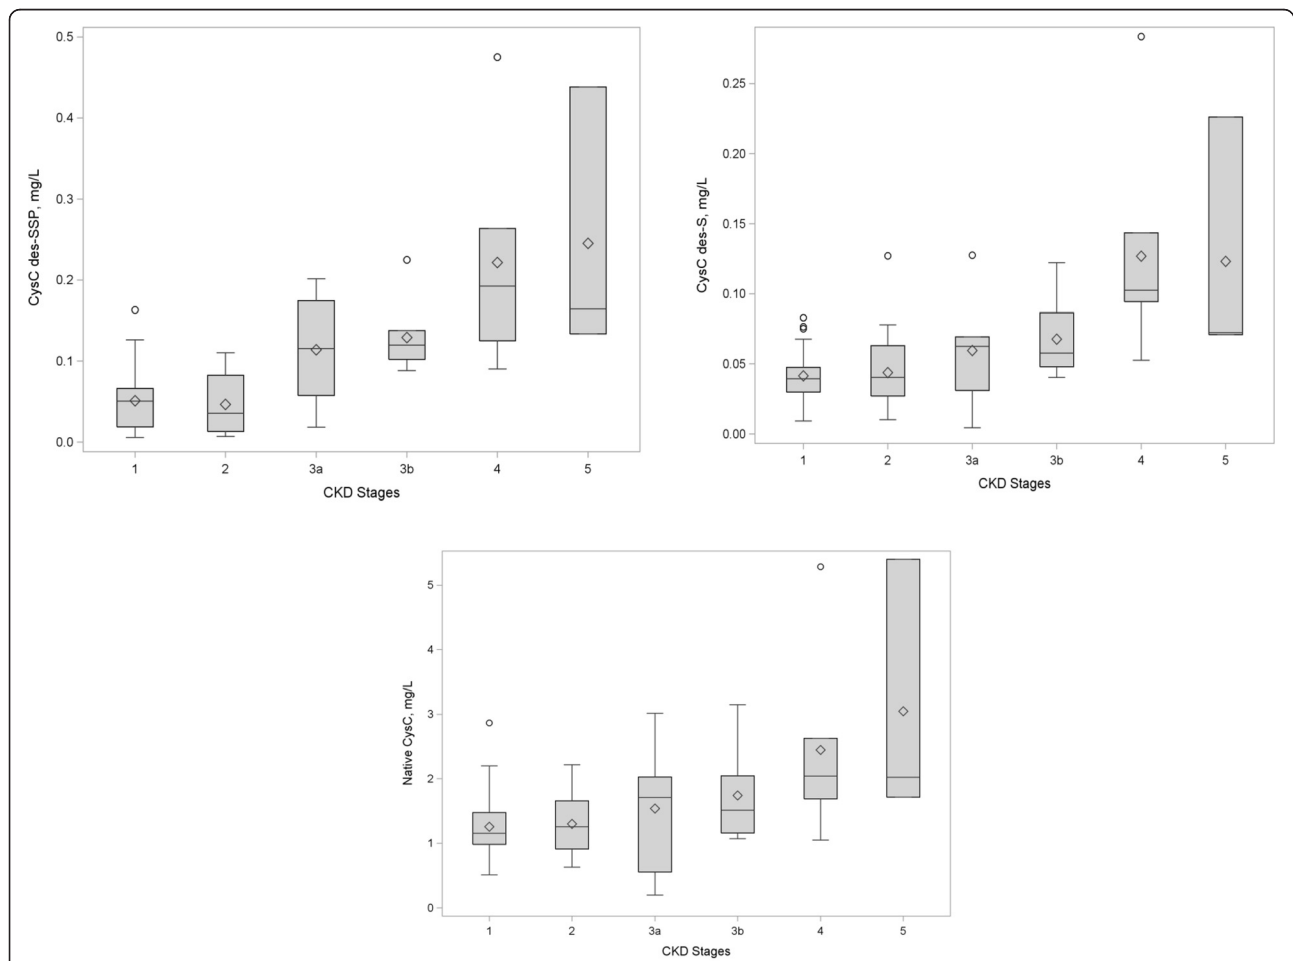 CysC des-SSP, mg/L
0.5
0.4
0.3
0.2
0.1
0.0
1 2 3a 3b 4 5
CKD Stages
CysC des-S, mg/L
0.25
0.20
0.15
0.10
0.05
0.00
1 2 3a 3b 4 5
CKD Stages
Native CysC, mg/L
5
4
3
2
1
0
1 2 3a 3b 4 5
CKD Stages